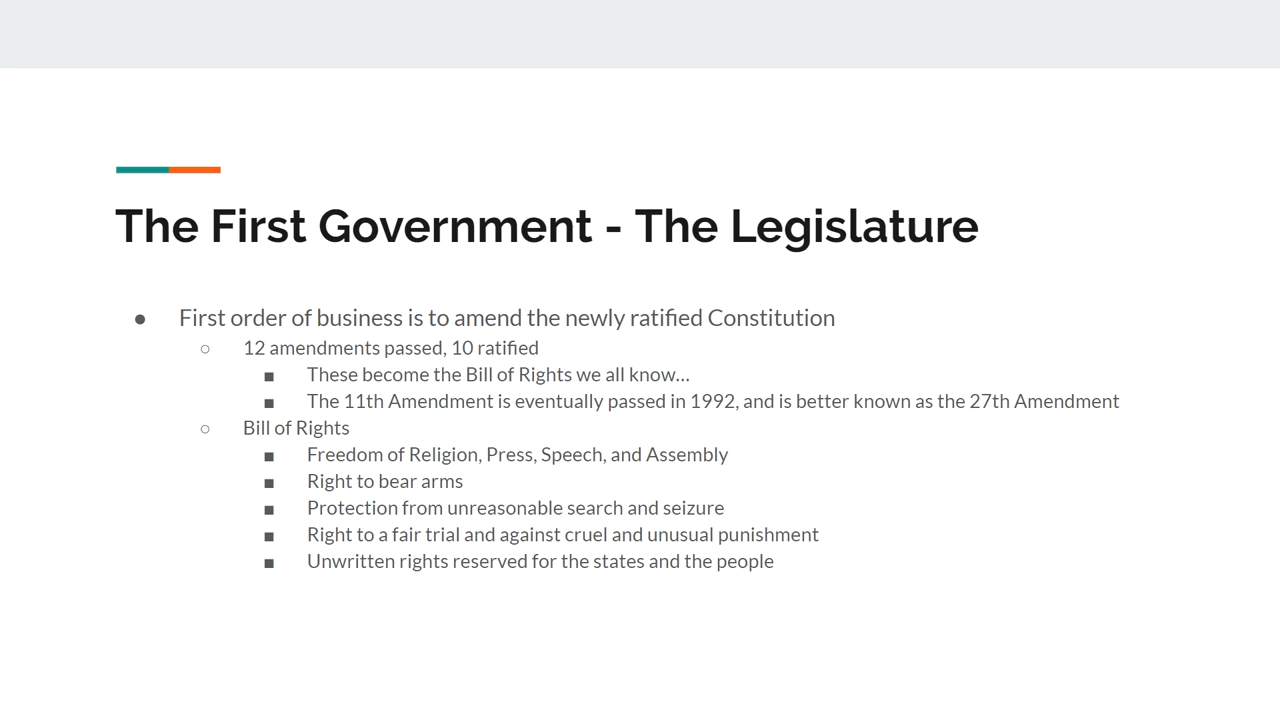 The First Government - The Legislature
● First order of business is to amend the newly ratified Constitution
○ 12 amendments passed, 10 ratified
■ These become the Bill of Rights we all know...
■ The 11th Amendment is eventually passed in 1992, and is better known as the 27th Amendment
○ Bill of Rights
■ Freedom of Religion, Press, Speech, and Assembly
■ Right to bear arms
■ Protection from unreasonable search and seizure
■ Right to a fair trial and against cruel and unusual punishment
■ Unwritten rights reserved for the states and the people